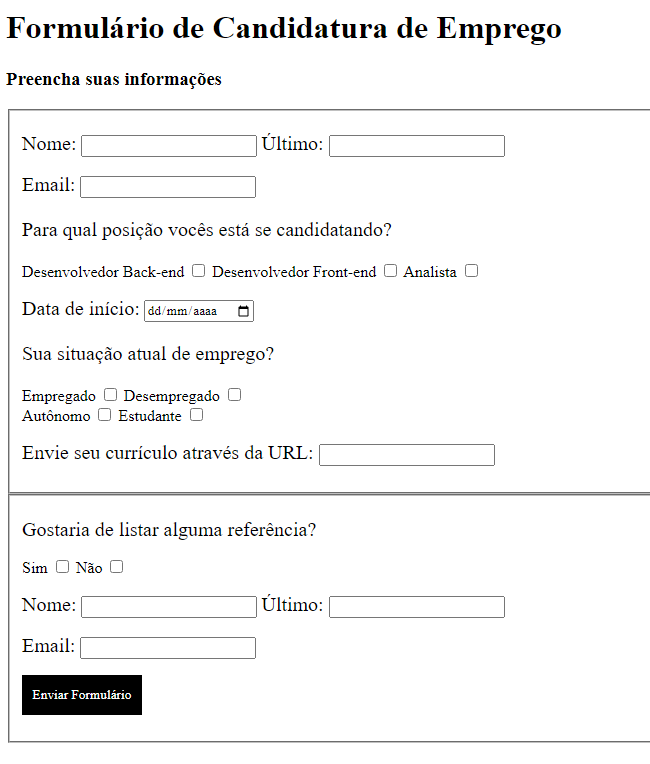 Formulário de Candidatura de Emprego
Preencha suas informações
Nome: Último:
Email:
Para qual posição vocês está se candidatando?
Desenvolvedor Back-end Desenvolvedor Front-end Analista
Data de início: dd/mm/aaaa
Sua situação atual de emprego?
Empregado Desempregado
Autônomo Estudante
Envie seu currículo através da URL:
Gostaria de listar alguma referência?
Sim Não
Nome: Último:
Email:
Enviar Formulário